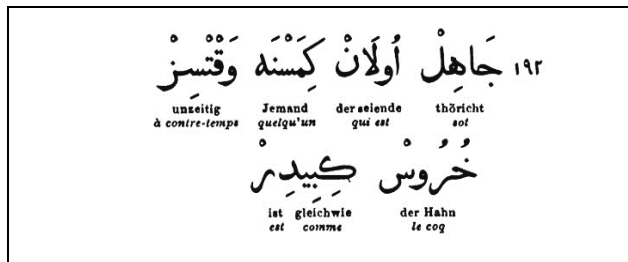 ١٩٢ جَاهِلْ اُولَانْ كِمَسْنَه وَقْتْسِزْ
unzeitig Jemand der seiende thöricht
à contre-temps quelqu'un qui est sot
خُرُوسْ كِبِيدِرْ
ist gleichwie der Hahn
est comme le coq